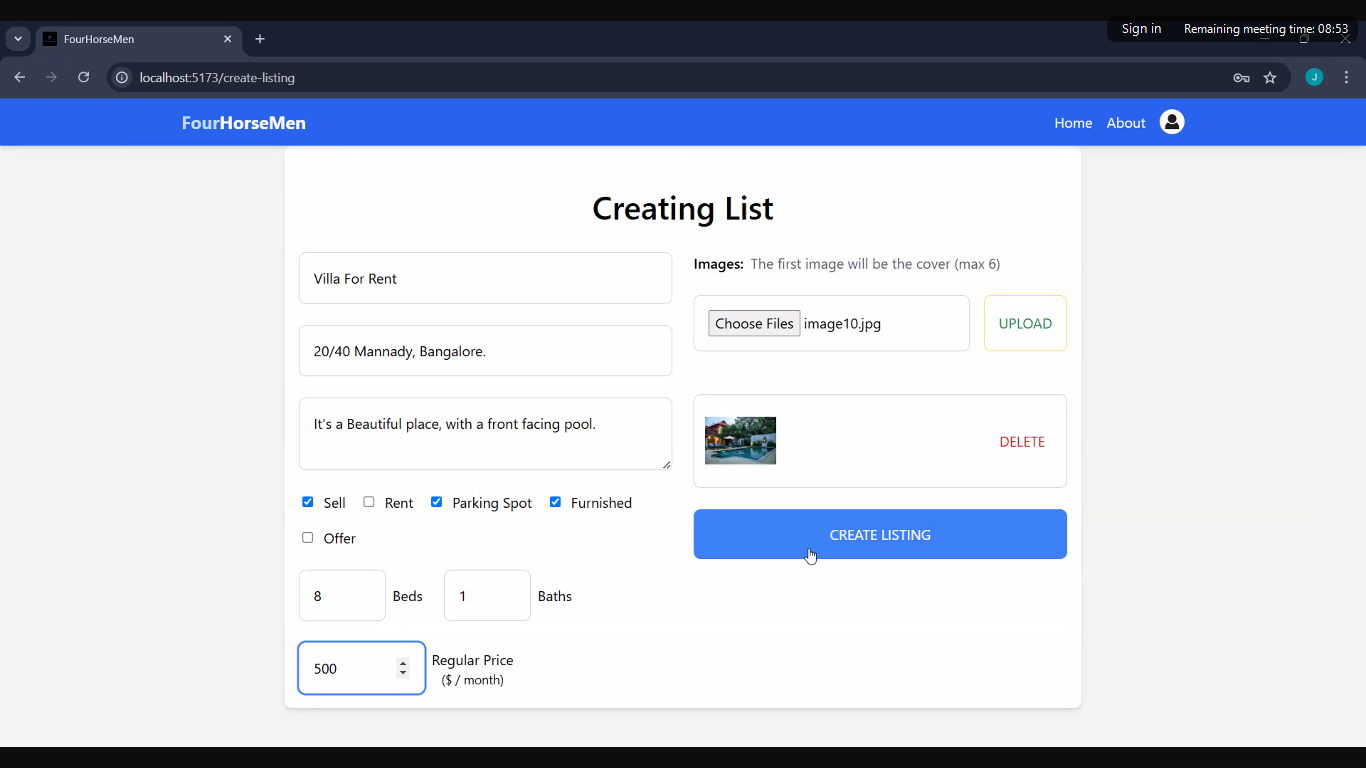 Sign in Remaining meeting time: 08:53
FourHorseMen
localhost:5173/create-listing
J
FourHorseMen Home About
Creating List
Villa For Rent
Images: The first image will be the cover (max 6)
Choose Files image10.jpg UPLOAD
20/40 Mannady, Bangalore.
It's a Beautiful place, with a front facing pool.
DELETE
Sell Rent Parking Spot Furnished
Offer
CREATE LISTING
8 Beds 1 Baths
500 Regular Price
($ / month)